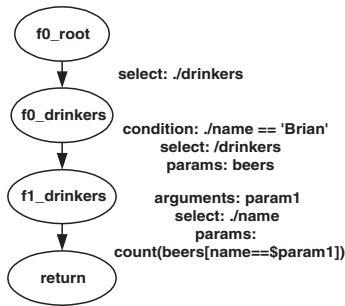 f0_root
select: ./drinkers
f0_drinkers
condition: ./name == 'Brian'
select: /drinkers
params: beers
f1_drinkers
arguments: param1
select: ./name
params:
count(beers[name==$param1])
return